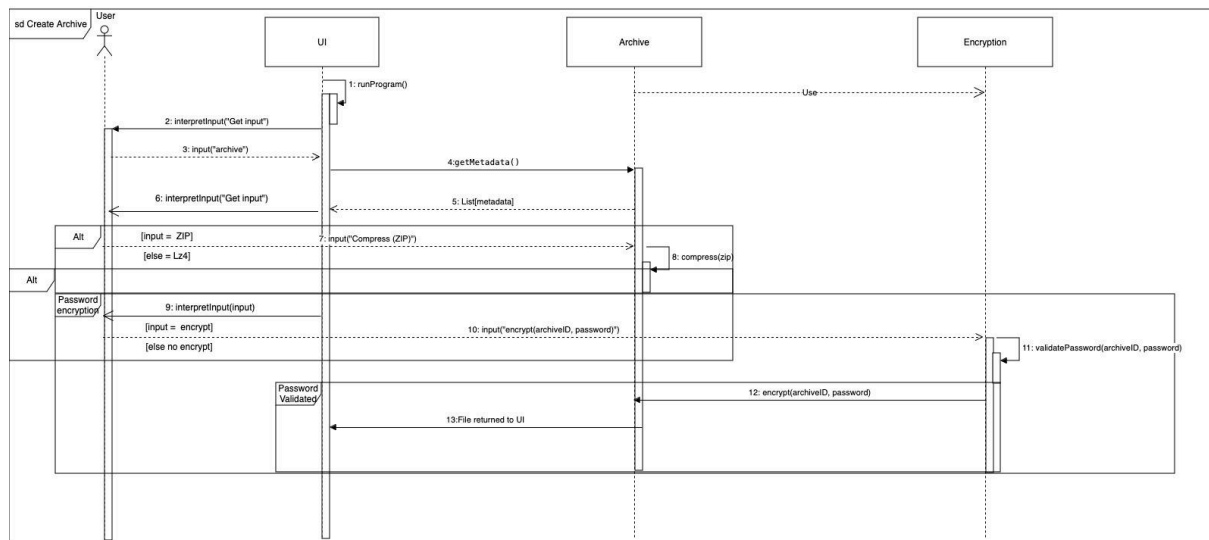 sd Create Archive
User
UI
Archive
Encryption
1: runProgram()
Use
2: interpretInput("Get input")
3: input("archive")
4:getMetadata()
5: List[metadata]
6: interpretInput("Get input")
Alt
[input = ZIP]
7: input("Compress (ZIP)")
[else = Lz4]
8: compress(zip)
Alt
Password
encryption
9: interpretInput(input)
[input = encrypt]
10: input("encrypt(archiveID, password)")
[else no encrypt]
11: validatePassword(archiveID, password)
Password
Validated
12: encrypt(archiveID, password)
13:File returned to UI